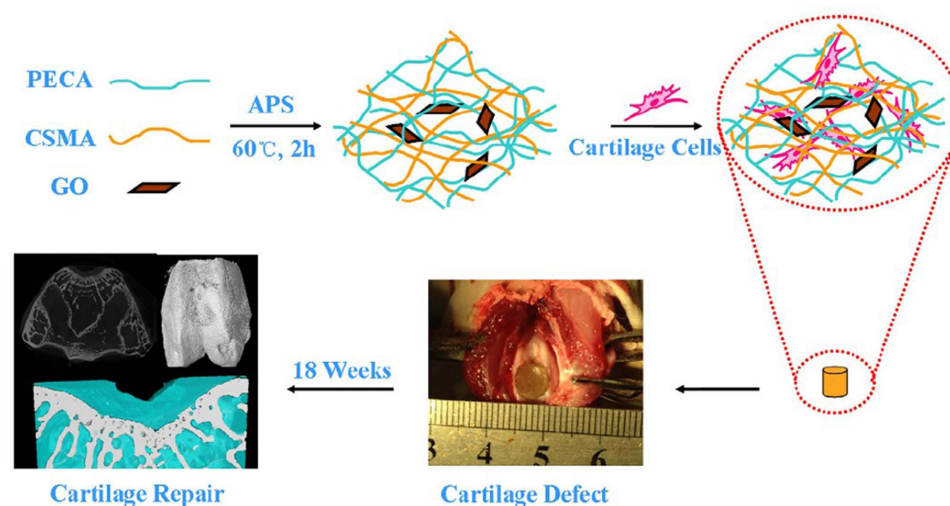 PECA
CSMA
GO
APS
60℃, 2h
Cartilage Cells
18 Weeks
3 4 5 6
Cartilage Repair
Cartilage Defect